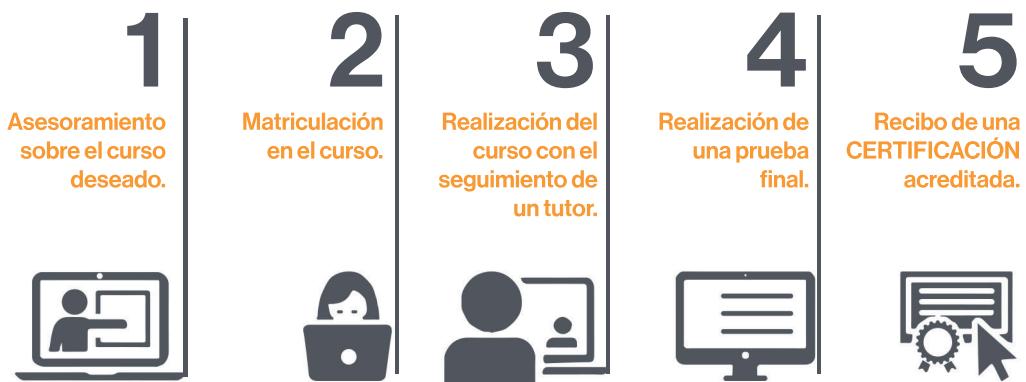 1
Asesoramiento
sobre el curso
deseado.
2
Matriculación
en el curso.
3
Realización del
curso con el
seguimiento de
un tutor.
4
Realización de
una prueba
final.
5
Recibo de una
CERTIFICACIÓN
acreditada.